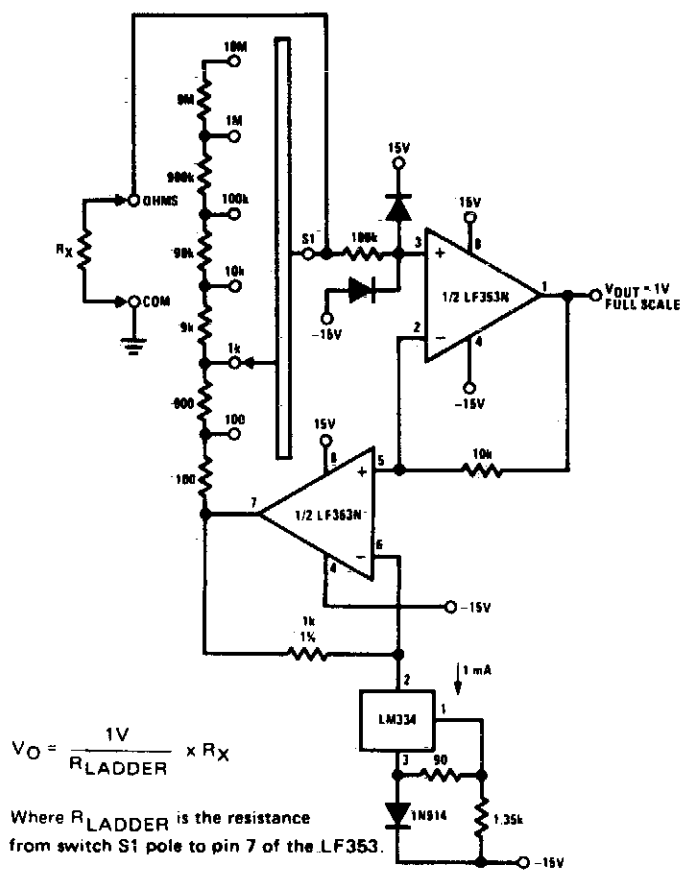 10M
9M
1M
900k
100k
OHMS
90k
RX
10k
COM
9k
1k
900
100
100
S1
100k
15V
-15V
3
+
2
-
15V
8
1/2 LF353N
1
4
-15V
VOUT = 1V
FULL SCALE
10k
15V
8
5
+
7
1/2 LF353N
6
-
4
-15V
1k
1%
2
1 mA
LM334
1
3
90
1N914
1.35k
-15V
VO = 1V / RLADDER x RX
Where RLADDER is the resistance
from switch S1 pole to pin 7 of the LF353.